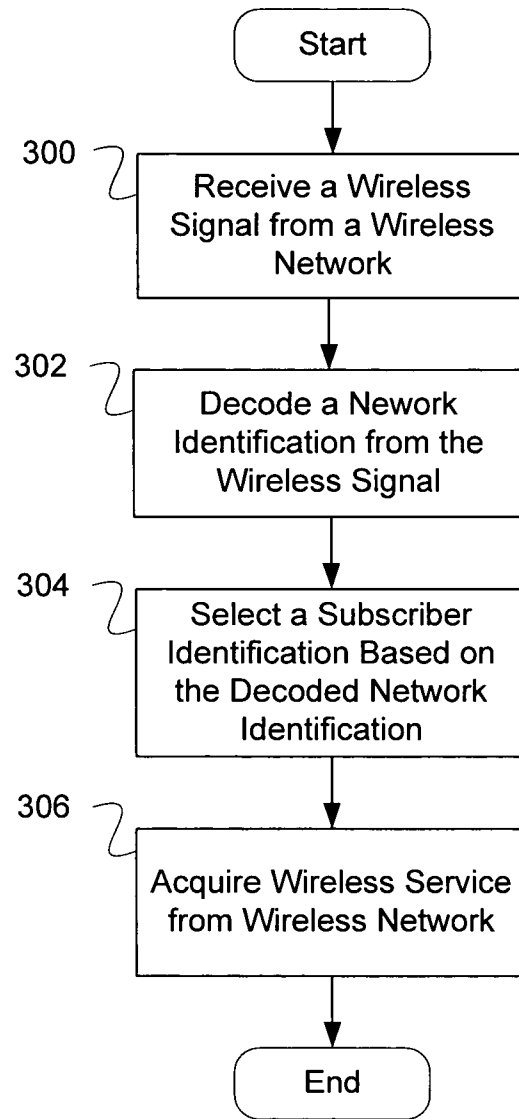 Start
300
Receive a Wireless
Signal from a Wireless
Network
302
Decode a Nework
Identification from the
Wireless Signal
304
Select a Subscriber
Identification Based on
the Decoded Network
Identification
306
Acquire Wireless Service
from Wireless Network
End